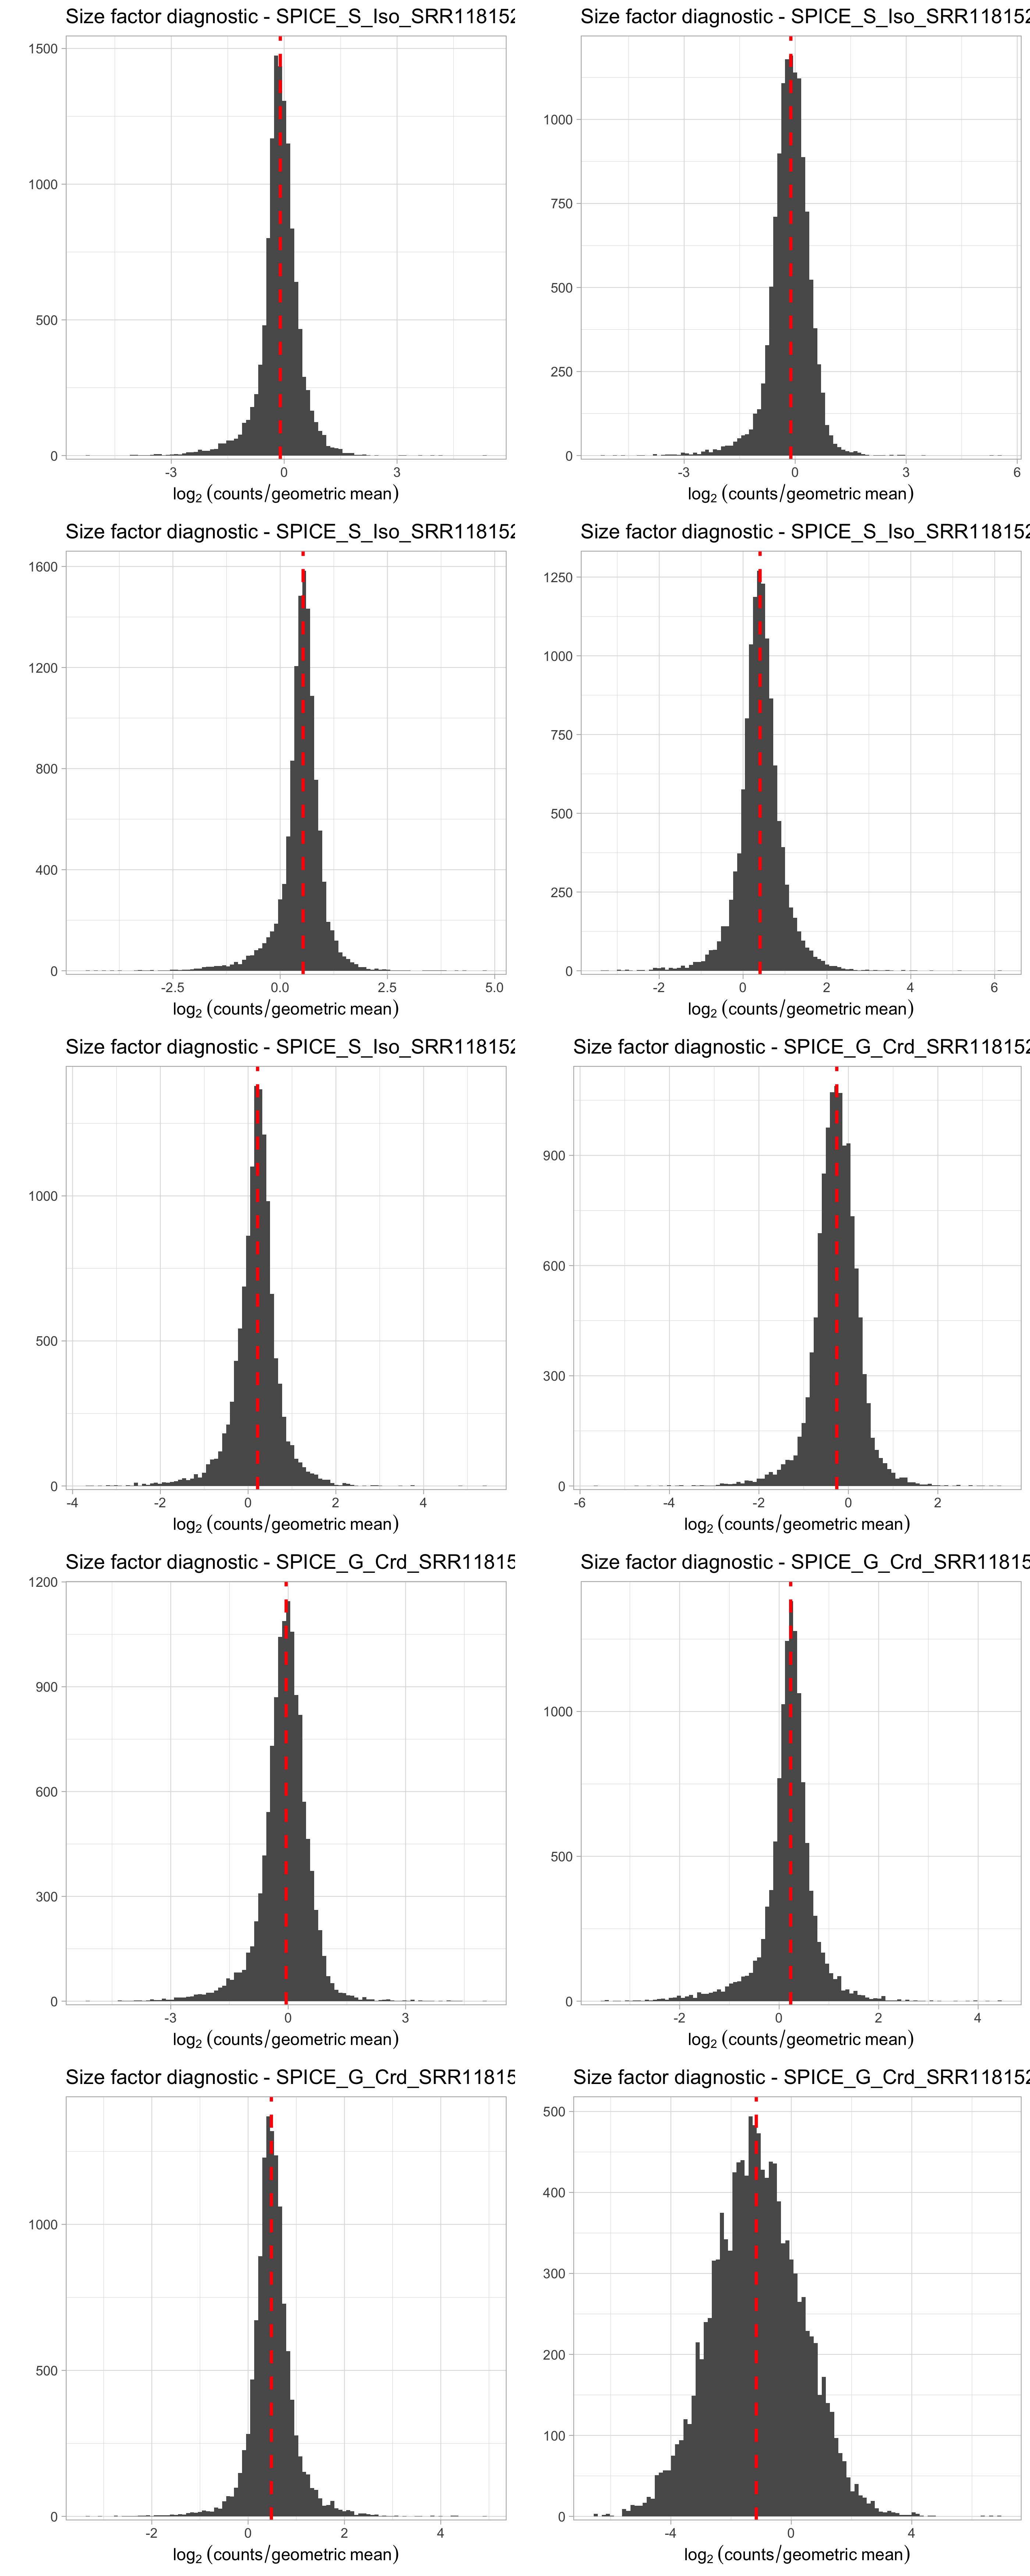 Size factor diagnostic - SPICE_S_Iso_SRR118152
1500
1000
500
0
-3 0 3
log2 (counts/geometric mean)
Size factor diagnostic - SPICE_S_Iso_SRR118152
1000
750
500
250
0
-3 0 3 6
log2 (counts/geometric mean)
Size factor diagnostic - SPICE_S_Iso_SRR118152
1600
1200
800
400
0
-2.5 0.0 2.5 5.0
log2 (counts/geometric mean)
Size factor diagnostic - SPICE_S_Iso_SRR118152
1250
1000
750
500
250
0
-2 0 2 4 6
log2 (counts/geometric mean)
Size factor diagnostic - SPICE_S_Iso_SRR118152
1000
500
0
-4 -2 0 2 4
log2 (counts/geometric mean)
Size factor diagnostic - SPICE_G_Crd_SRR118152
900
600
300
0
-6 -4 -2 0 2
log2 (counts/geometric mean)
Size factor diagnostic - SPICE_G_Crd_SRR11815
1200
900
600
300
0
-3 0 3
log2 (counts/geometric mean)
Size factor diagnostic - SPICE_G_Crd_SRR11815
1000
500
0
-2 0 2 4
log2 (counts/geometric mean)
Size factor diagnostic - SPICE_G_Crd_SRR11815
1000
500
0
-2 0 2 4
log2 (counts/geometric mean)
Size factor diagnostic - SPICE_G_Crd_SRR118152
500
400
300
200
100
0
-4 0 4
log2 (counts/geometric mean)